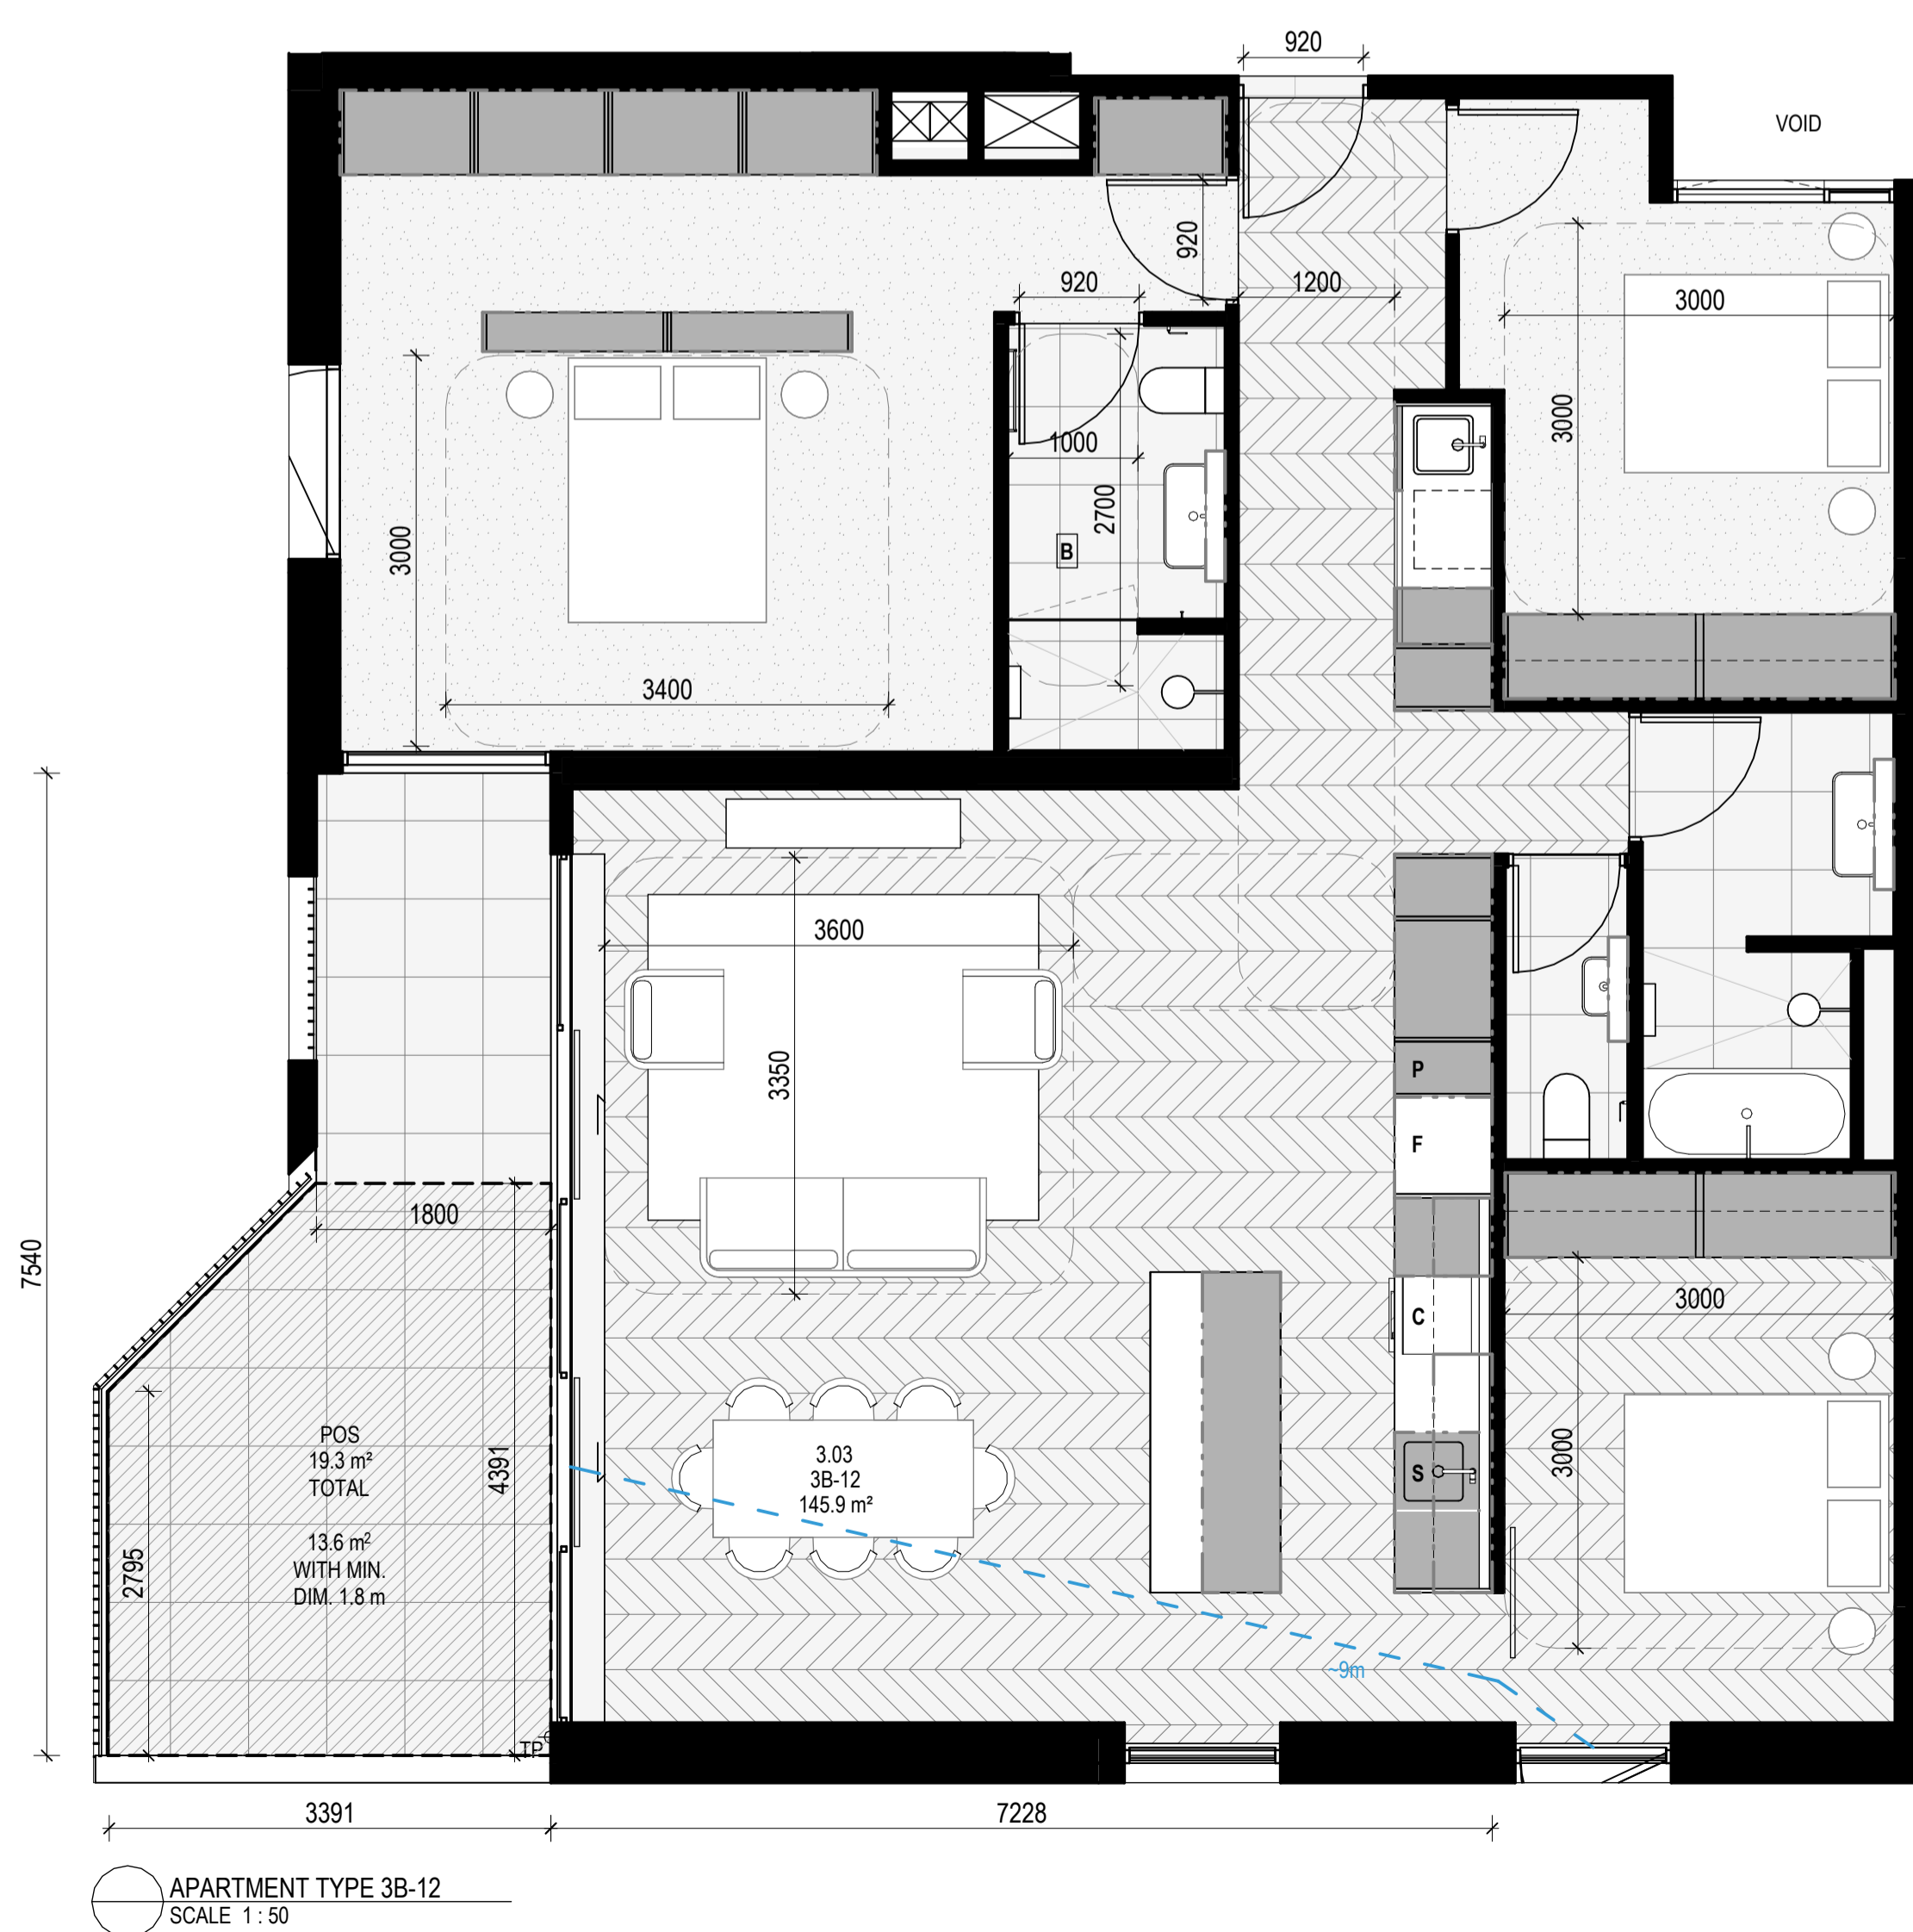 920
VOID
920
920
1200
3000
3000
1000
2700
B
3000
3400
3600
3350
P
F
1800
7540
C
3000
3000
S
4391
2795
POS
19.3 m²
TOTAL
13.6 m²
WITH MIN.
DIM. 1.8 m
3.03
3B-12
145.9 m²
~9m
TP
3391
7228
APARTMENT TYPE 3B-12
SCALE 1 : 50